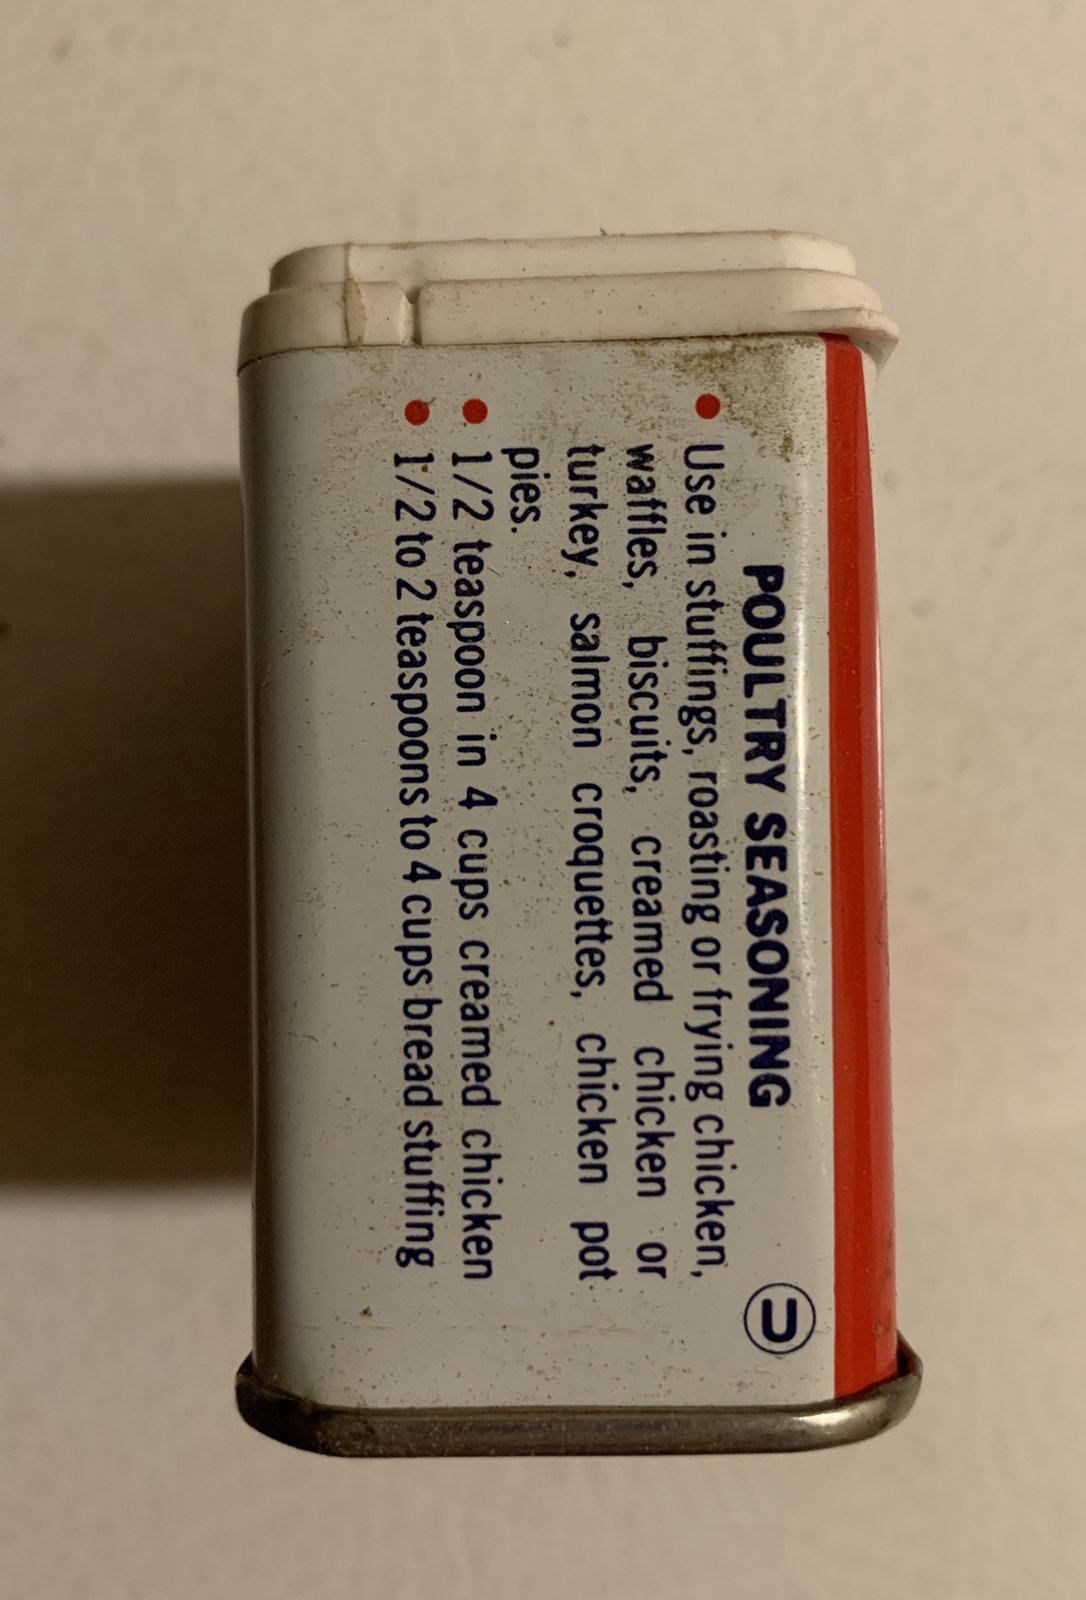 POULTRY SEASONING
U
Use in stuffings, roasting or frying chicken,
waffles, biscuits, creamed chicken or
turkey, salmon croquettes, chicken pot
pies.
1/2 teaspoon in 4 cups creamed chicken
1/2 to 2 teaspoons to 4 cups bread stuffing